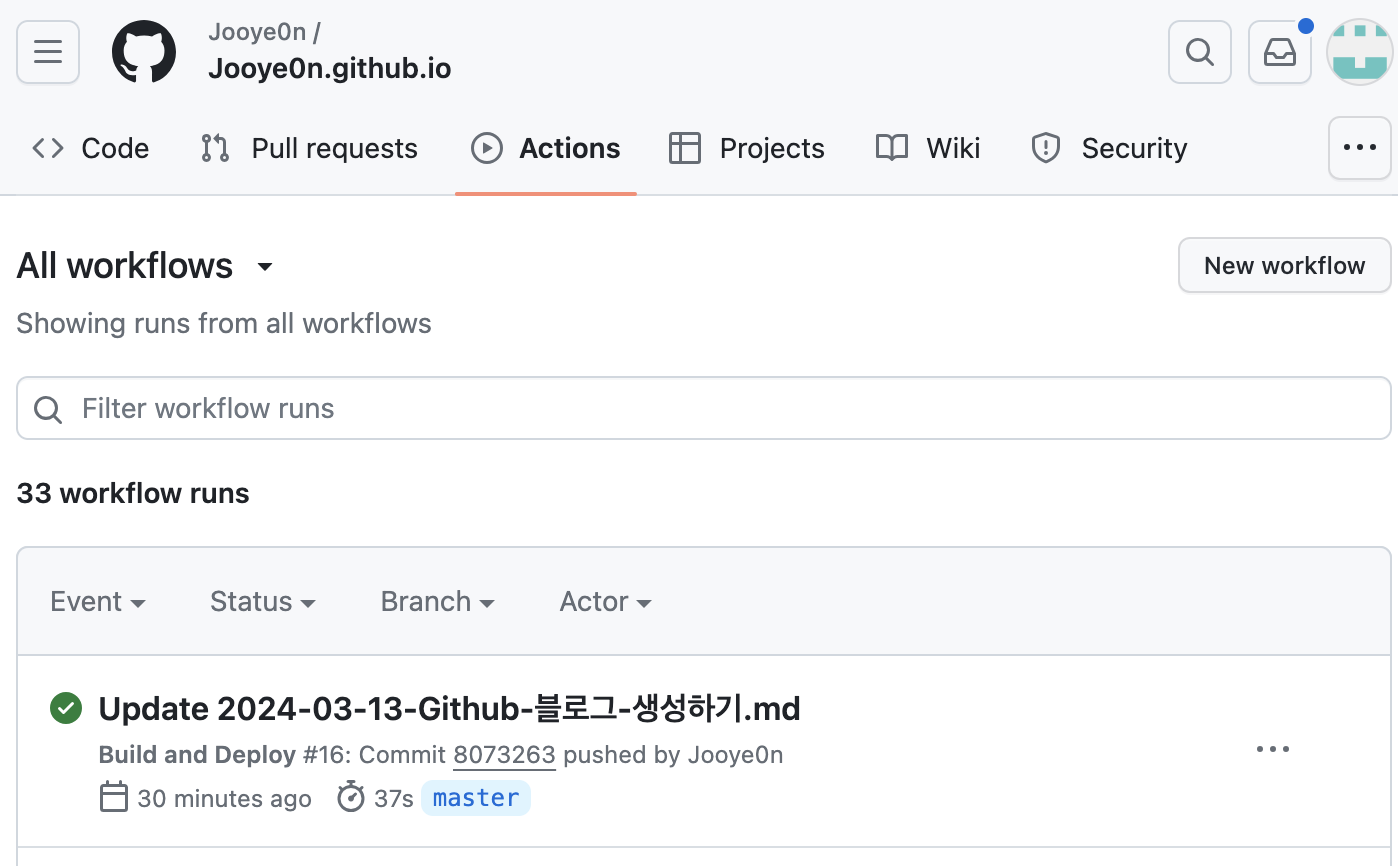 Jooye0n /
Jooye0n.github.io
Code Pull requests Actions Projects Wiki Security
All workflows
New workflow
Showing runs from all workflows
Filter workflow runs
33 workflow runs
Event Status Branch Actor
Update 2024-03-13-Github-블로그-생성하기.md
Build and Deploy #16: Commit 8073263 pushed by Jooye0n
30 minutes ago 37s master